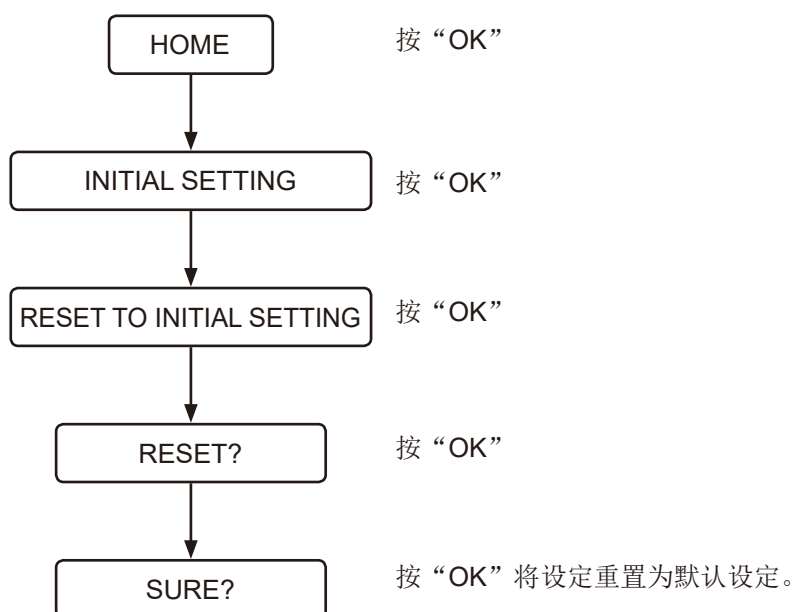 HOME 按“OK”
INITIAL SETTING 按“OK”
RESET TO INITIAL SETTING 按“OK”
RESET? 按“OK”
SURE? 按“OK”将设定重置为默认设定。